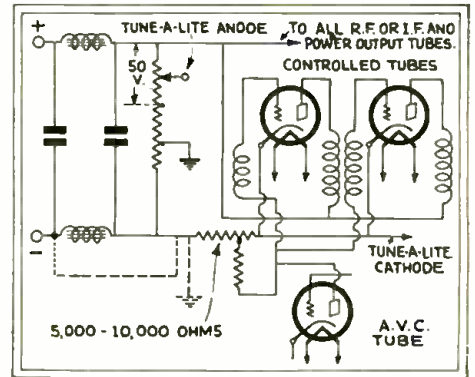 +
TUNE-A-LITE ANODE
TO ALL R.F. OR I.F. AND
POWER OUTPUT TUBES.
50
V.
CONTROLLED TUBES
-
TUNE-A-LITE
CATHODE
5,000 - 10,000 OHMS
A.V.C.
TUBE